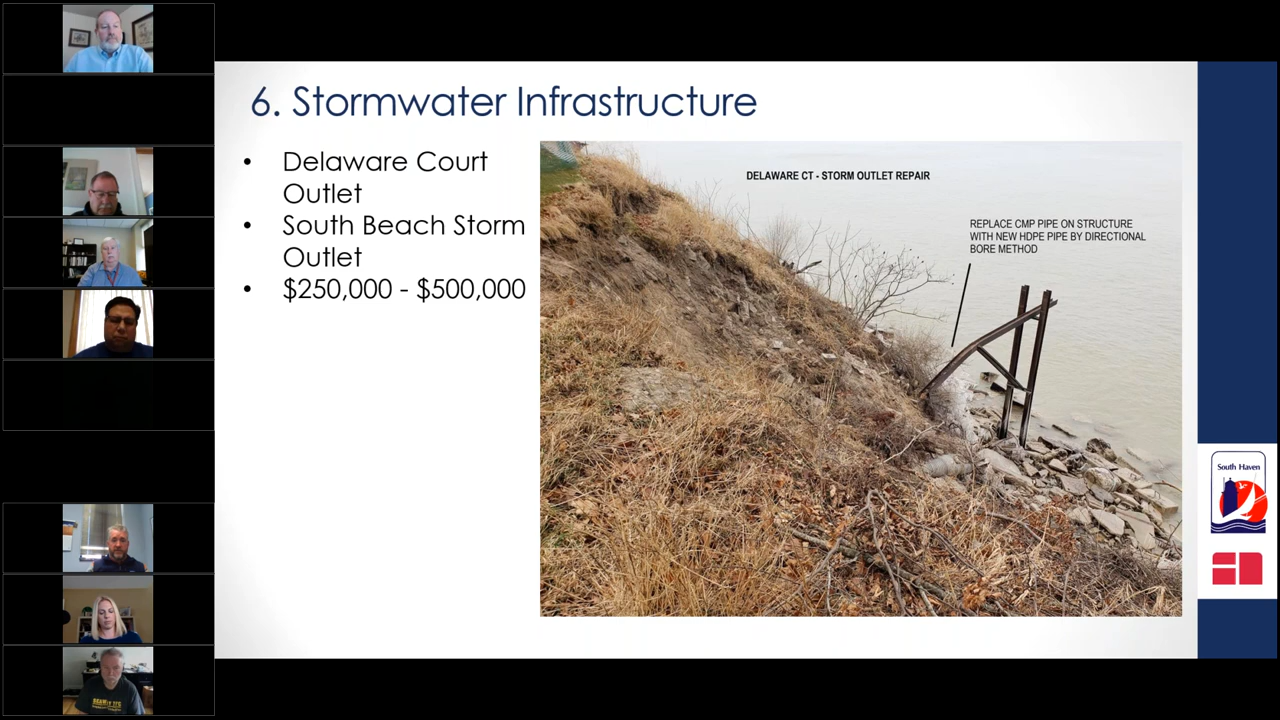 6. Stormwater Infrastructure
• Delaware Court
Outlet
• South Beach Storm
Outlet
• $250,000 - $500,000
DELAWARE CT - STORM OUTLET REPAIR
REPLACE CMP PIPE ON STRUCTURE
WITH NEW HDPE PIPE BY DIRECTIONAL
BORE METHOD
South Haven